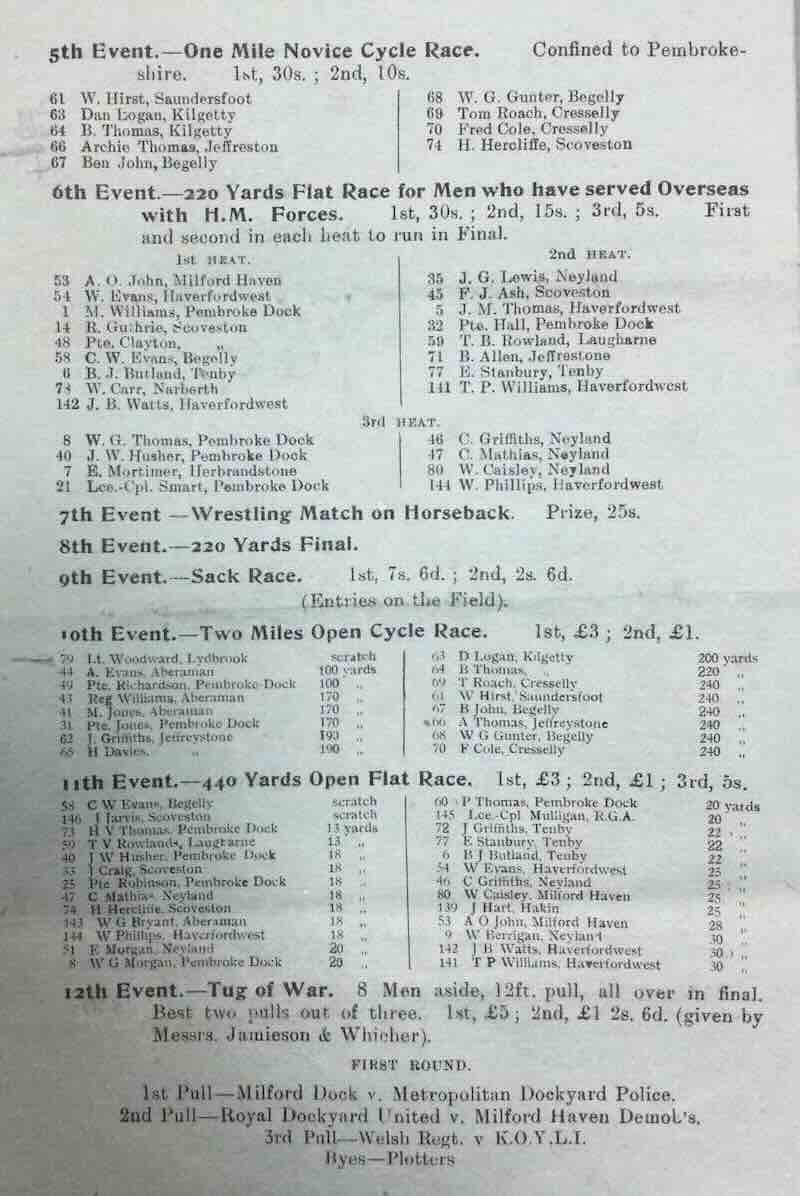 5th Event.—One Mile Novice Cycle Race. Confined to Pembroke-
shire. 1st, 30s. ; 2nd, 10s.
61 W. Hirst, Saundersfoot
63 Dan Logan, Kilgetty
64 B. Thomas, Kilgetty
66 Archie Thomas, Jeffreston
67 Ben John, Begelly
68 W. G. Gunter, Begelly
69 Tom Roach, Cresselly
70 Fred Cole, Cresselly
74 H. Hercliffe, Scoveston
6th Event.—220 Yards Flat Race for Men who have served Overseas
with H.M. Forces. 1st, 30s. ; 2nd, 15s. ; 3rd, 5s. First
and second in each heat to run in Final.
1st HEAT.
53 A. O. John, Milford Haven
54 W. Evans, Haverfordwest
1 M. Williams, Pembroke Dock
14 R. Guthrie, Scoveston
48 Pte. Clayton, „
58 C. W. Evans, Begelly
6 B. J. Butland, Tenby
78 W. Carr, Narberth
142 J. B. Watts, Haverfordwest
2nd HEAT.
35 J. G. Lewis, Neyland
45 F. J. Ash, Scoveston
5 J. M. Thomas, Haverfordwest
32 Pte. Hall, Pembroke Dock
59 T. B. Rowland, Laugharne
71 B. Allen, Jeffrestone
77 E. Stanbury, Tenby
141 T. P. Williams, Haverfordwest
3rd HEAT.
8 W. G. Thomas, Pembroke Dock
40 J. W. Husher, Pembroke Dock
7 E. Mortimer, Herbrandstone
21 Lce.-Cpl. Smart, Pembroke Dock
46 C. Griffiths, Neyland
47 C. Mathias, Neyland
80 W. Caisley, Neyland
144 W. Phillips, Haverfordwest
7th Event —Wrestling Match on Horseback. Prize, 25s.
8th Event.—220 Yards Final.
9th Event.—Sack Race. 1st, 7s. 6d. ; 2nd, 2s. 6d.
(Entries on the Field).
10th Event.—Two Miles Open Cycle Race. 1st, £3 ; 2nd, £1.
79 Lt. Woodward, Lydbrook scratch
44 A. Evans, Aberaman 100 yards
49 Pte. Richardson, Pembroke Dock 100 „
43 Reg Williams, Aberaman 170 „
41 M. Jones, Aberaman 170 „
31 Pte. Jones, Pembroke Dock 170 „
62 J. Griffiths, Jeffreystone 190 „
65 H Davies, „ 190 „
63 D Logan, Kilgetty 200 yards
64 B Thomas, „ 220 „
69 T Roach, Cresselly 240 „
61 W Hirst, Saundersfoot 240 „
67 B John, Begelly 240 „
66 A Thomas, Jeffreystone 240 „
68 W G Gunter, Begelly 240 „
70 F Cole, Cresselly 240 „
11th Event.—440 Yards Open Flat Race. 1st, £3 ; 2nd, £1 ; 3rd, 5s.
58 C W Evans, Begelly scratch
146 J Jarvis, Scoveston scratch
73 H V Thomas, Pembroke Dock 13 yards
59 T V Rowlands, Laugharne 13 „
40 J W Husher, Pembroke Dock 18 „
33 J Craig, Scoveston 18 „
25 Pte Robinson, Pembroke Dock 18 „
47 C Mathias Neyland 18 „
74 H Hercliffe, Scoveston 18 „
143 W G Bryant, Aberaman 18 „
144 W Phillips, Haverfordwest 18 „
51 E Morgan, Neyland 20 „
8 W G Morgan, Pembroke Dock 20 „
60 P Thomas, Pembroke Dock 20 yards
145 Lce.-Cpl Mulligan, R.G.A. 20 „
72 J Griffiths, Tenby 22 „
77 E Stanbury, Tenby 22 „
6 B J Butland, Tenby 22 „
54 W Evans, Haverfordwest 25 „
46 C Griffiths, Neyland 25 „
80 W Caisley, Milford Haven 25 „
139 J Hart, Hakin 25 „
53 A O John, Milford Haven 28 „
9 W Berrigan, Neyland 30 „
142 J B Watts, Haverfordwest 30 „
141 T P Williams, Haverfordwest 30 „
12th Event.—Tug of War. 8 Men aside, 12ft. pull, all over in final.
Best two pulls out of three. 1st, £5 ; 2nd, £1 2s. 6d. (given by
Messrs. Jamieson & Whicher).
FIRST ROUND.
1st Pull—Milford Dock v. Metropolitan Dockyard Police.
2nd Pull—Royal Dockyard United v. Milford Haven Demob's.
3rd Pull—Welsh Regt. v K.O.Y.L.I.
Byes—Plotters